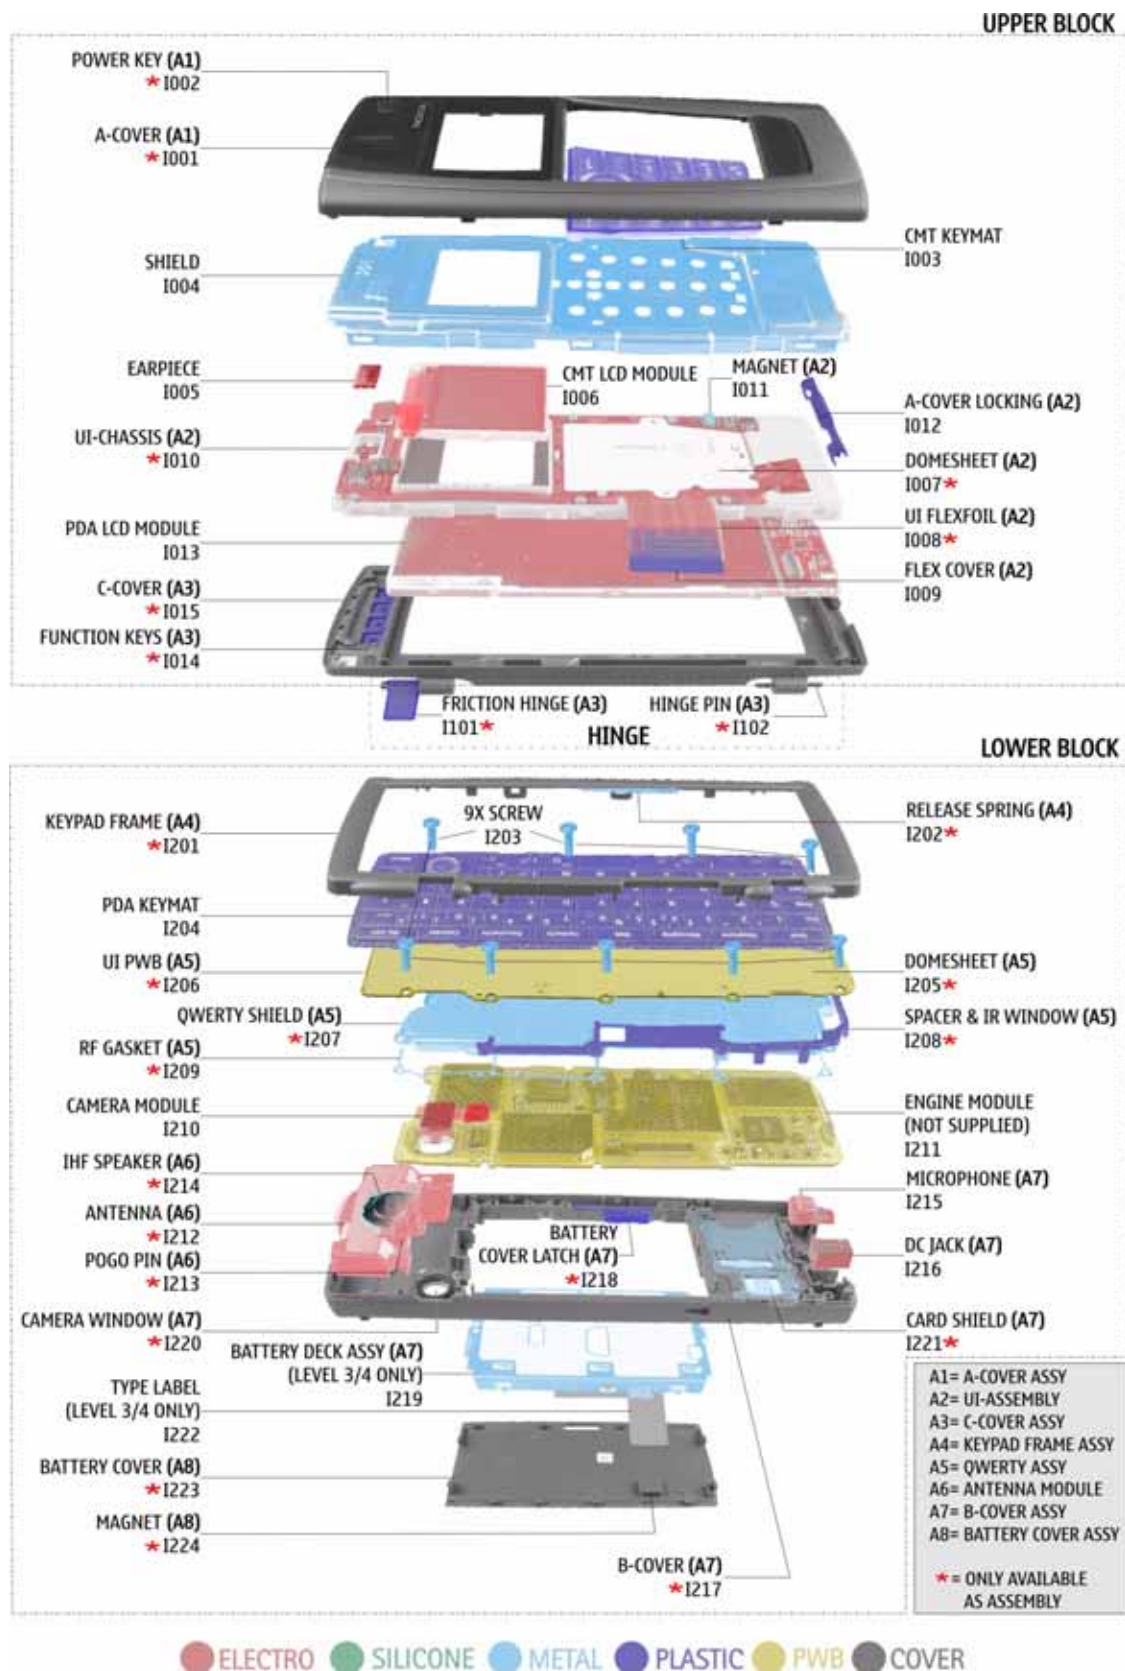 UPPER BLOCK
POWER KEY (A1)
*I002
A-COVER (A1)
*I001
CMT KEYMAT
I003
SHIELD
I004
EARPIECE
I005
CMT LCD MODULE
I006
MAGNET (A2)
I011
A-COVER LOCKING (A2)
I012
UI-CHASSIS (A2)
*I010
DOMESHEET (A2)
I007*
UI FLEXFOIL (A2)
I008*
PDA LCD MODULE
I013
FLEX COVER (A2)
I009
C-COVER (A3)
*I015
FUNCTION KEYS (A3)
*I014
FRICTION HINGE (A3)
I101*
HINGE PIN (A3)
*I102
HINGE
LOWER BLOCK
KEYPAD FRAME (A4)
*I201
9X SCREW
I203
RELEASE SPRING (A4)
I202*
PDA KEYMAT
I204
UI PWB (A5)
*I206
DOMESHEET (A5)
I205*
QWERTY SHIELD (A5)
*I207
SPACER & IR WINDOW (A5)
I208*
RF GASKET (A5)
*I209
CAMERA MODULE
I210
ENGINE MODULE
(NOT SUPPLIED)
I211
IHF SPEAKER (A6)
*I214
MICROPHONE (A7)
I215
ANTENNA (A6)
*I212
BATTERY
COVER LATCH (A7)
*I218
DC JACK (A7)
I216
POGO PIN (A6)
*I213
CAMERA WINDOW (A7)
*I220
CARD SHIELD (A7)
I221*
BATTERY DECK ASSY (A7)
(LEVEL 3/4 ONLY)
I219
TYPE LABEL
(LEVEL 3/4 ONLY)
I222
BATTERY COVER (A8)
*I223
MAGNET (A8)
*I224
B-COVER (A7)
*I217
A1= A-COVER ASSY
A2= UI-ASSEMBLY
A3= C-COVER ASSY
A4= KEYPAD FRAME ASSY
A5= QWERTY ASSY
A6= ANTENNA MODULE
A7= B-COVER ASSY
A8= BATTERY COVER ASSY
*= ONLY AVAILABLE
AS ASSEMBLY
ELECTRO SILICONE METAL PLASTIC PWB COVER